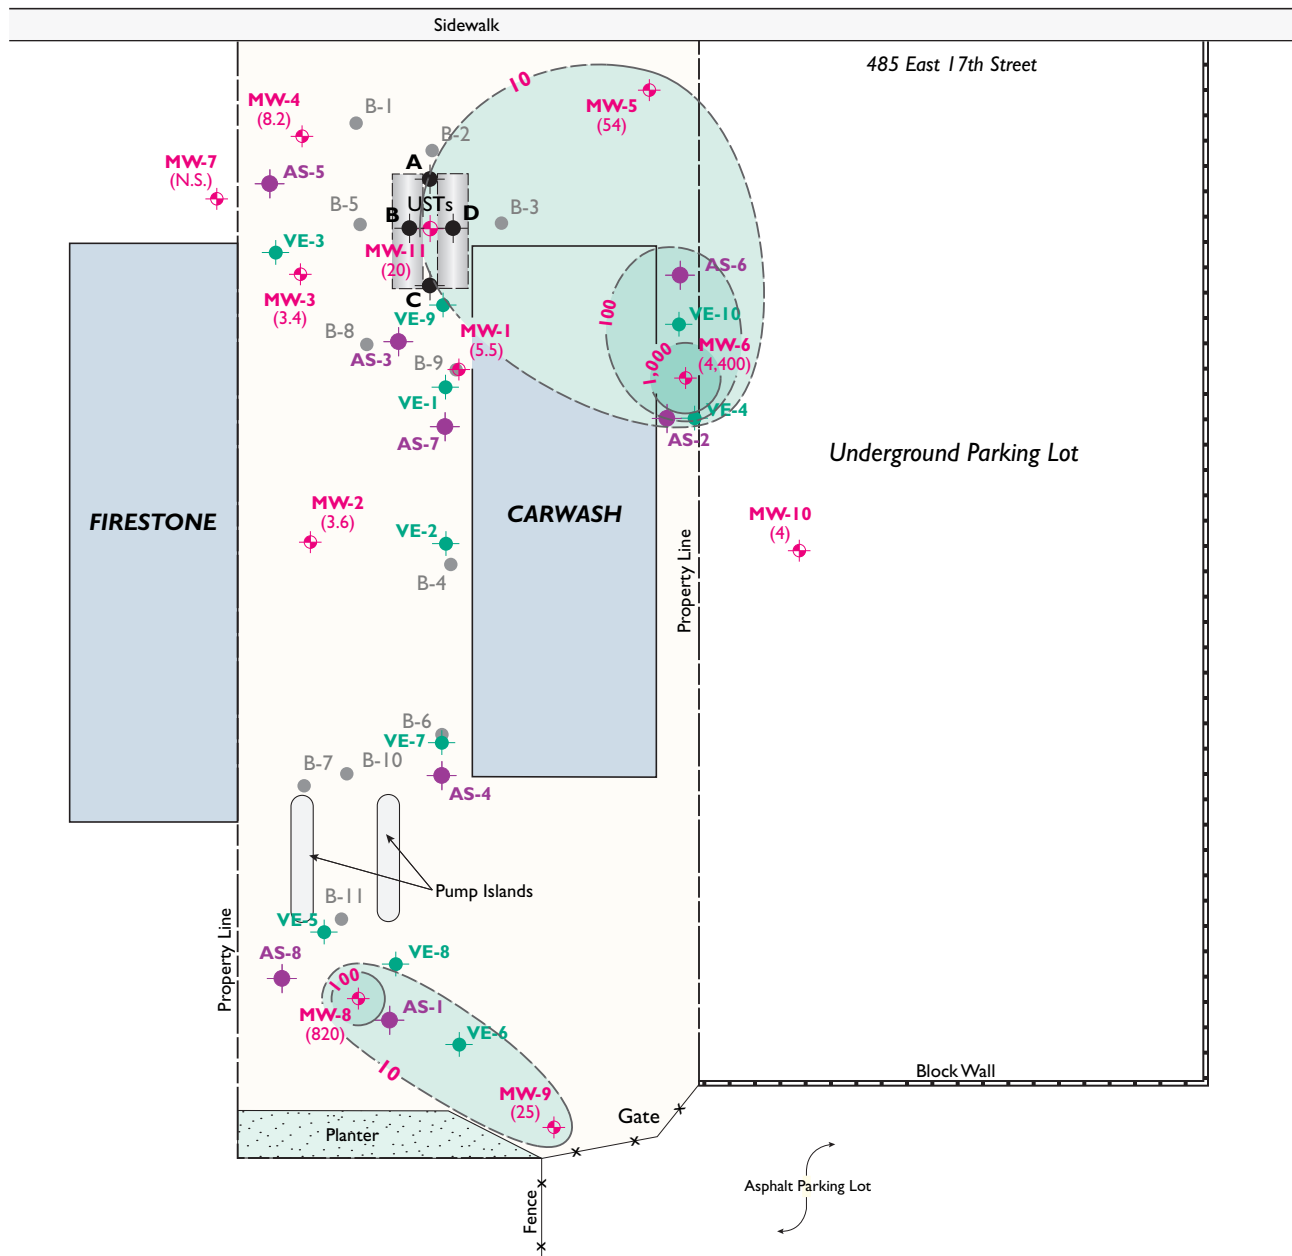 Sidewalk
485 East 17th Street
10
MW-5
(54)
MW-4
(8.2)
B-1
B-2
MW-7
(N.S.)
AS-5
A
USTs
B
D
B-5
B-3
VE-3
MW-11
(20)
AS-6
MW-3
(3.4)
C
100
VE-9
VE-10
B-8
MW-1
(5.5)
AS-3
B-9
1,000
MW-6
(4,400)
VE-1
VE-4
AS-7
AS-2
Underground Parking Lot
FIRESTONE
CARWASH
MW-2
(3.6)
VE-2
MW-10
(4)
B-4
Property Line
B-6
VE-7
B-7
B-10
AS-4
Pump Islands
B-11
VE-5
Property Line
AS-8
VE-8
100
MW-8
(820)
AS-1
VE-6
10
MW-9
(25)
Block Wall
Gate
Planter
Asphalt Parking Lot
Fence